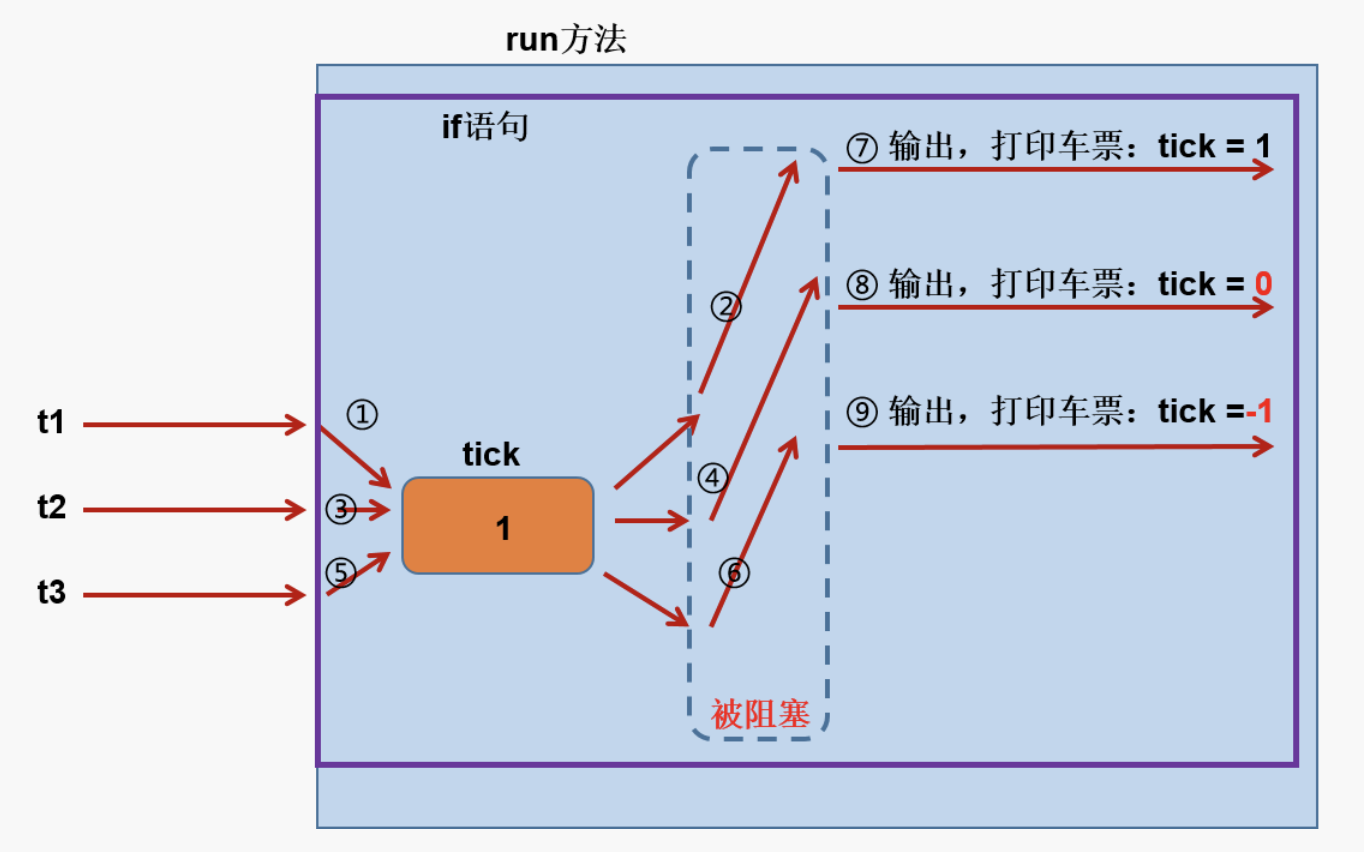 run方法
if语句
⑦ 输出，打印车票：tick = 1
②
⑧ 输出，打印车票：tick = 0
t1
①
⑨ 输出，打印车票：tick =-1
tick
④
t2
③
1
t3
⑤
⑥
被阻塞